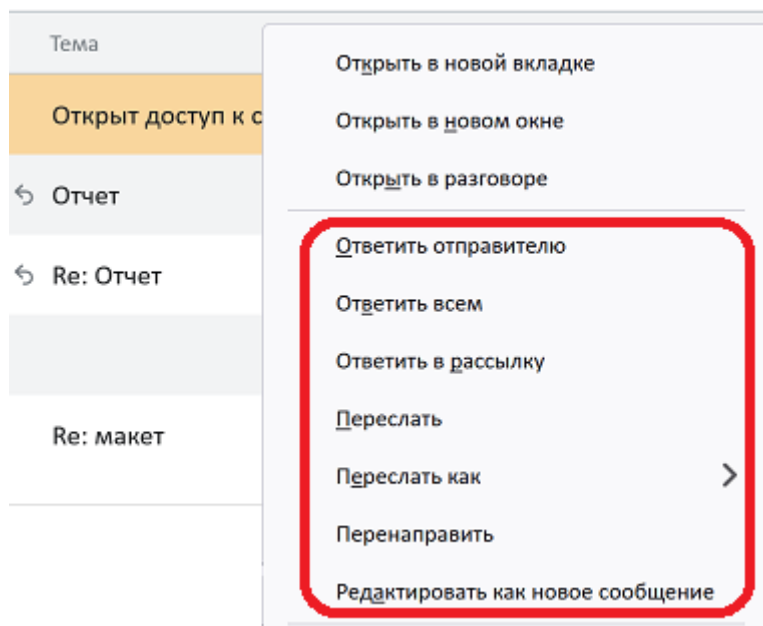 Тема
Открыт доступ к с
Отчет
Re: Отчет
Re: макет
Открыть в новой вкладке
Открыть в новом окне
Открыть в разговоре
Ответить отправителю
Ответить всем
Ответить в рассылку
Переслать
Переслать как
Перенаправить
Редактировать как новое сообщение